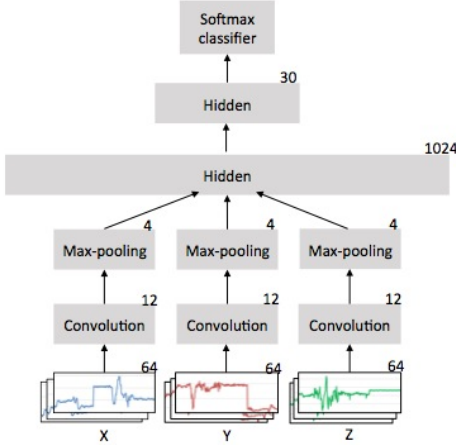 Softmax
classifier
30
Hidden
1024
Hidden
4 4 4
Max-pooling Max-pooling Max-pooling
12 12 12
Convolution Convolution Convolution
64 64 64
X Y Z